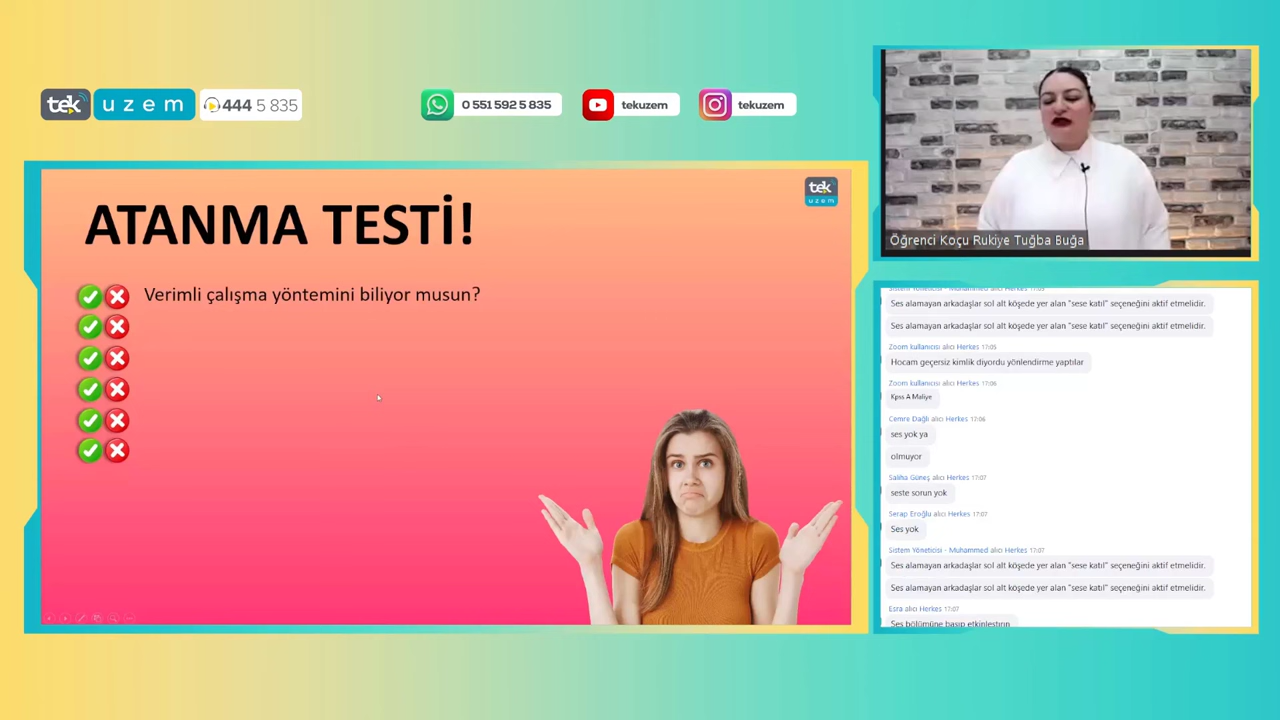 tek uzem 444 5 835
0 551 592 5 835
tekuzem
tekuzem
tek
uzem
ATANMA TESTİ!
Verimli çalışma yöntemini biliyor musun?
Öğrenci Koçu Rukiye Tuğba Buğa
Sistem Yöneticisi - Muhammed alıcı Herkes 17:05
Ses alamayan arkadaşlar sol alt köşede yer alan "sese katıl" seçeneğini aktif etmelidir.
Ses alamayan arkadaşlar sol alt köşede yer alan "sese katıl" seçeneğini aktif etmelidir.
Zoom kullanıcısı alıcı Herkes 17:05
Hocam geçersiz kimlik diyordu yönlendirme yaptılar
Zoom kullanıcısı alıcı Herkes 17:06
Kpss A Maliye
Cemre Dağlı alıcı Herkes 17:06
ses yok ya
olmuyor
Saliha Güneş alıcı Herkes 17:07
seste sorun yok
Serap Eroğlu alıcı Herkes 17:07
Ses yok
Sistem Yöneticisi - Muhammed alıcı Herkes 17:07
Ses alamayan arkadaşlar sol alt köşede yer alan "sese katıl" seçeneğini aktif etmelidir.
Ses alamayan arkadaşlar sol alt köşede yer alan "sese katıl" seçeneğini aktif etmelidir.
Esra alıcı Herkes 17:07
Ses bölümüne basıp etkinleştirin